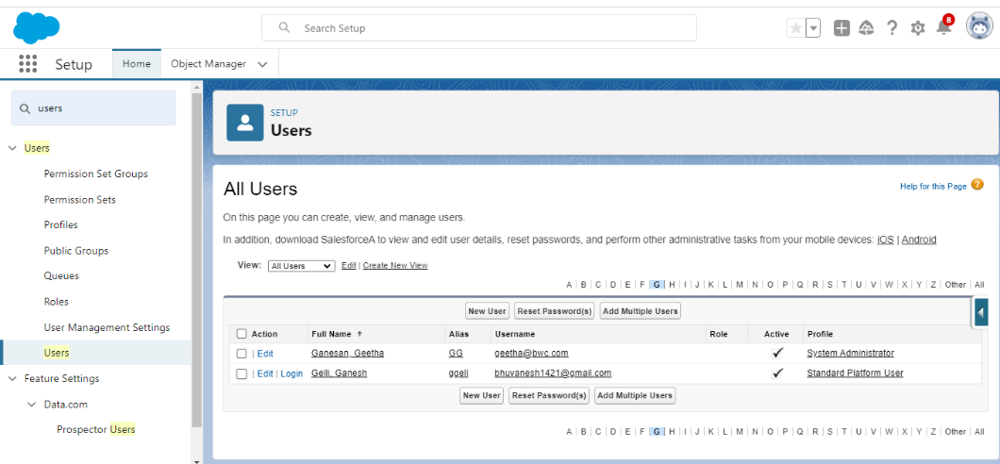 Search Setup
8
Setup
Home
Object Manager
users
Users
Permission Set Groups
Permission Sets
Profiles
Public Groups
Queues
Roles
User Management Settings
Users
Feature Settings
Data.com
Prospector Users
SETUP
Users
All Users
Help for this Page ?
On this page you can create, view, and manage users.
In addition, download SalesforceA to view and edit user details, reset passwords, and perform other administrative tasks from your mobile devices: iOS | Android
View: All Users Edit | Create New View
A | B | C | D | E | F | G | H | I | J | K | L | M | N | O | P | Q | R | S | T | U | V | W | X | Y | Z | Other | All
New User Reset Password(s) Add Multiple Users
Action Full Name ↑ Alias Username Role Active Profile
| Edit Ganesan, Geetha GG geetha@bwc.com ✓ System Administrator
| Edit | Login Gelli, Ganesh ggell bhuvanesh1421@gmail.com ✓ Standard Platform User
New User Reset Password(s) Add Multiple Users
A | B | C | D | E | F | G | H | I | J | K | L | M | N | O | P | Q | R | S | T | U | V | W | X | Y | Z | Other | All